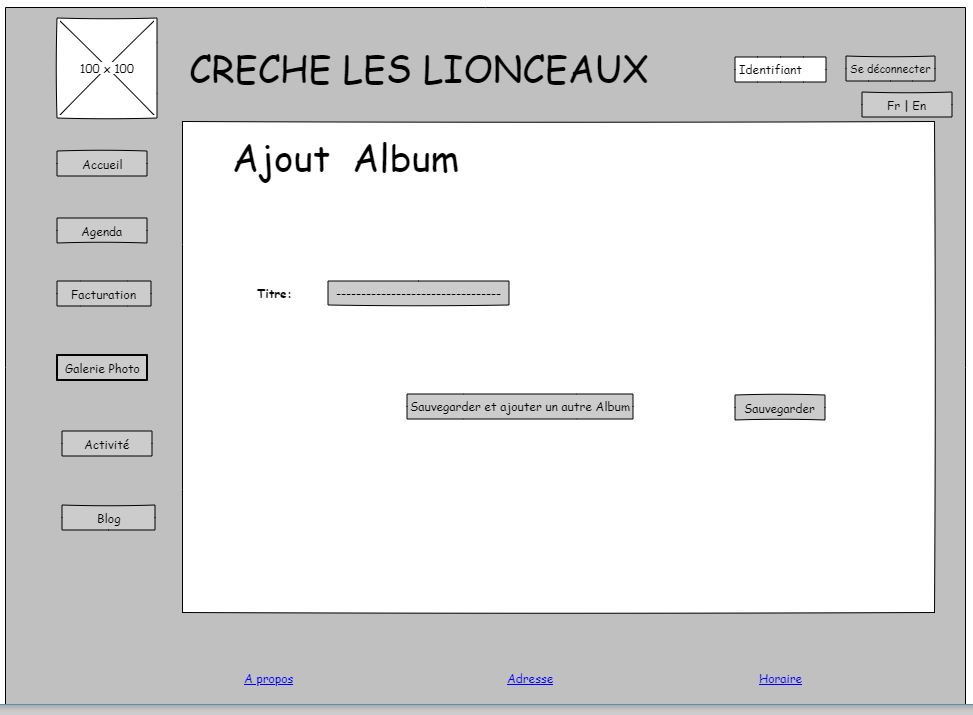 100 x 100
CRECHE LES LIONCEAUX
Identifiant
Se déconnecter
Fr | En
Ajout Album
Accueil
Agenda
Facturation
Titre: --------------------------------
Galerie Photo
Sauvegarder et ajouter un autre Album
Sauvegarder
Activité
Blog
A propos
Adresse
Horaire